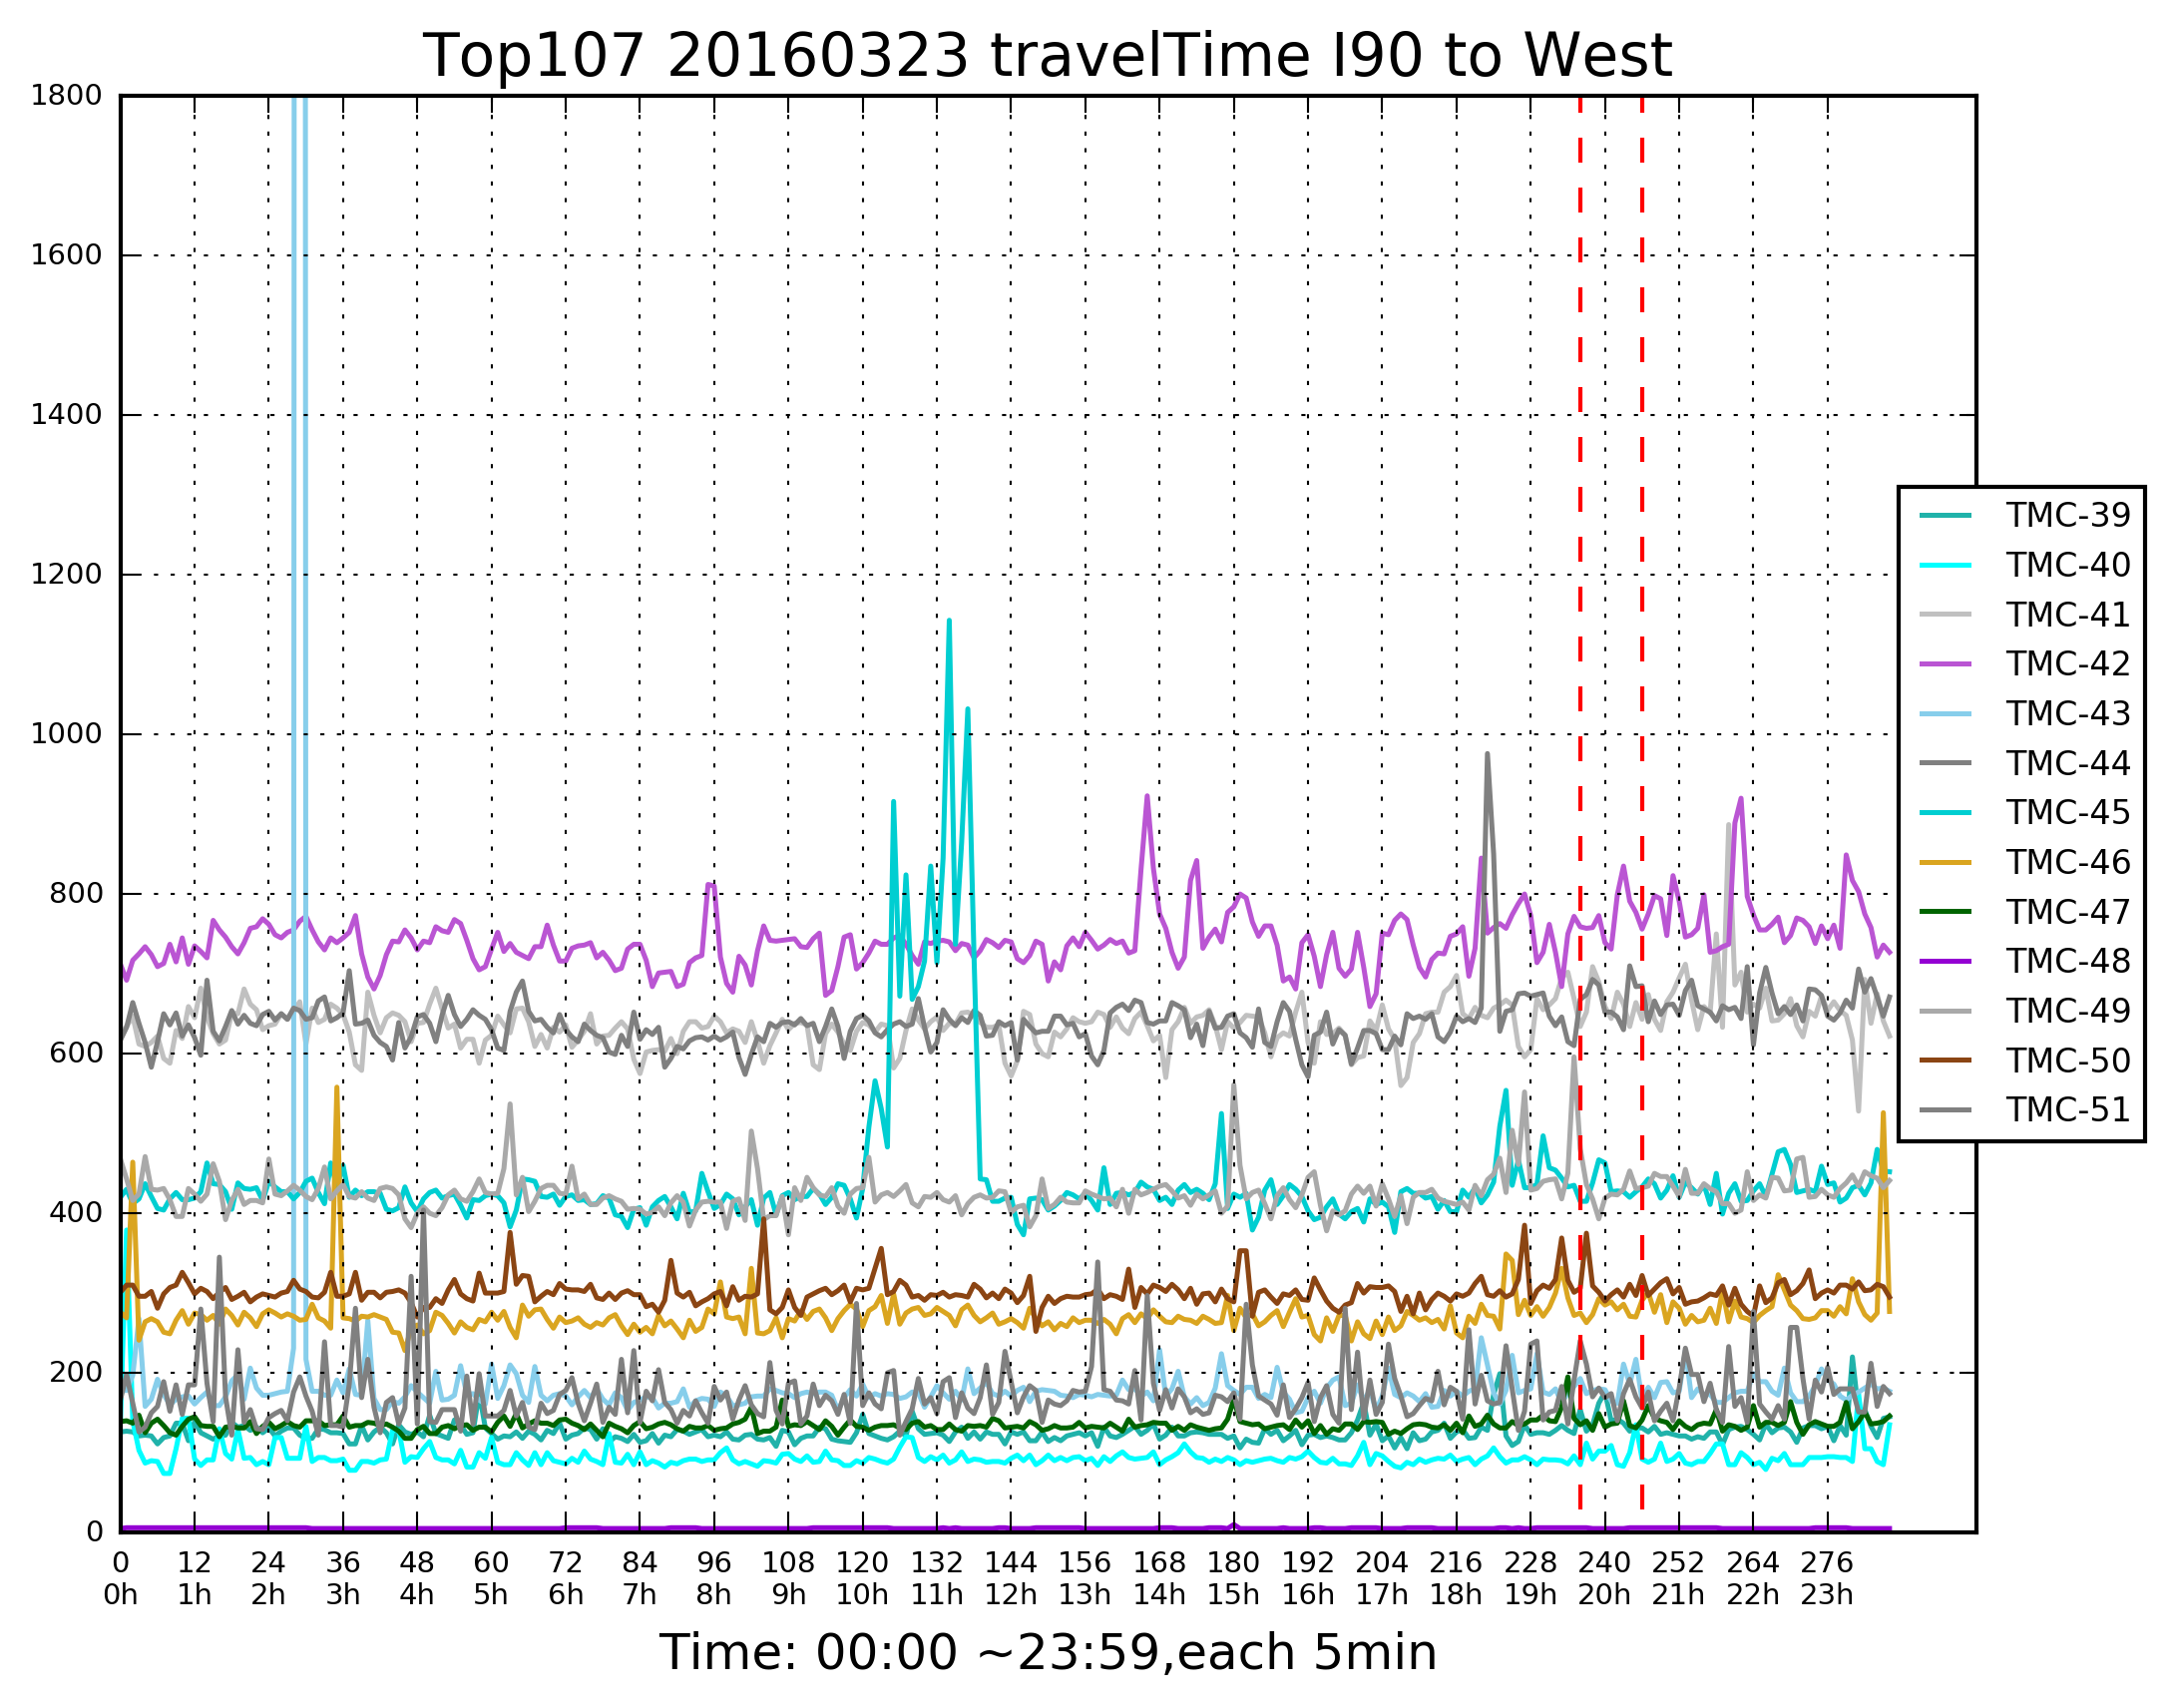 Top107 20160323 travelTime I90 to West
1800
1600
1400
1200
1000
800
600
400
200
0
TMC-39
TMC-40
TMC-41
TMC-42
TMC-43
TMC-44
TMC-45
TMC-46
TMC-47
TMC-48
TMC-49
TMC-50
TMC-51
0 12 24 36 48 60 72 84 96 108 120 132 144 156 168 180 192 204 216 228 240 252 264 276
0h 1h 2h 3h 4h 5h 6h 7h 8h 9h 10h 11h 12h 13h 14h 15h 16h 17h 18h 19h 20h 21h 22h 23h
Time: 00:00 ~23:59,each 5min